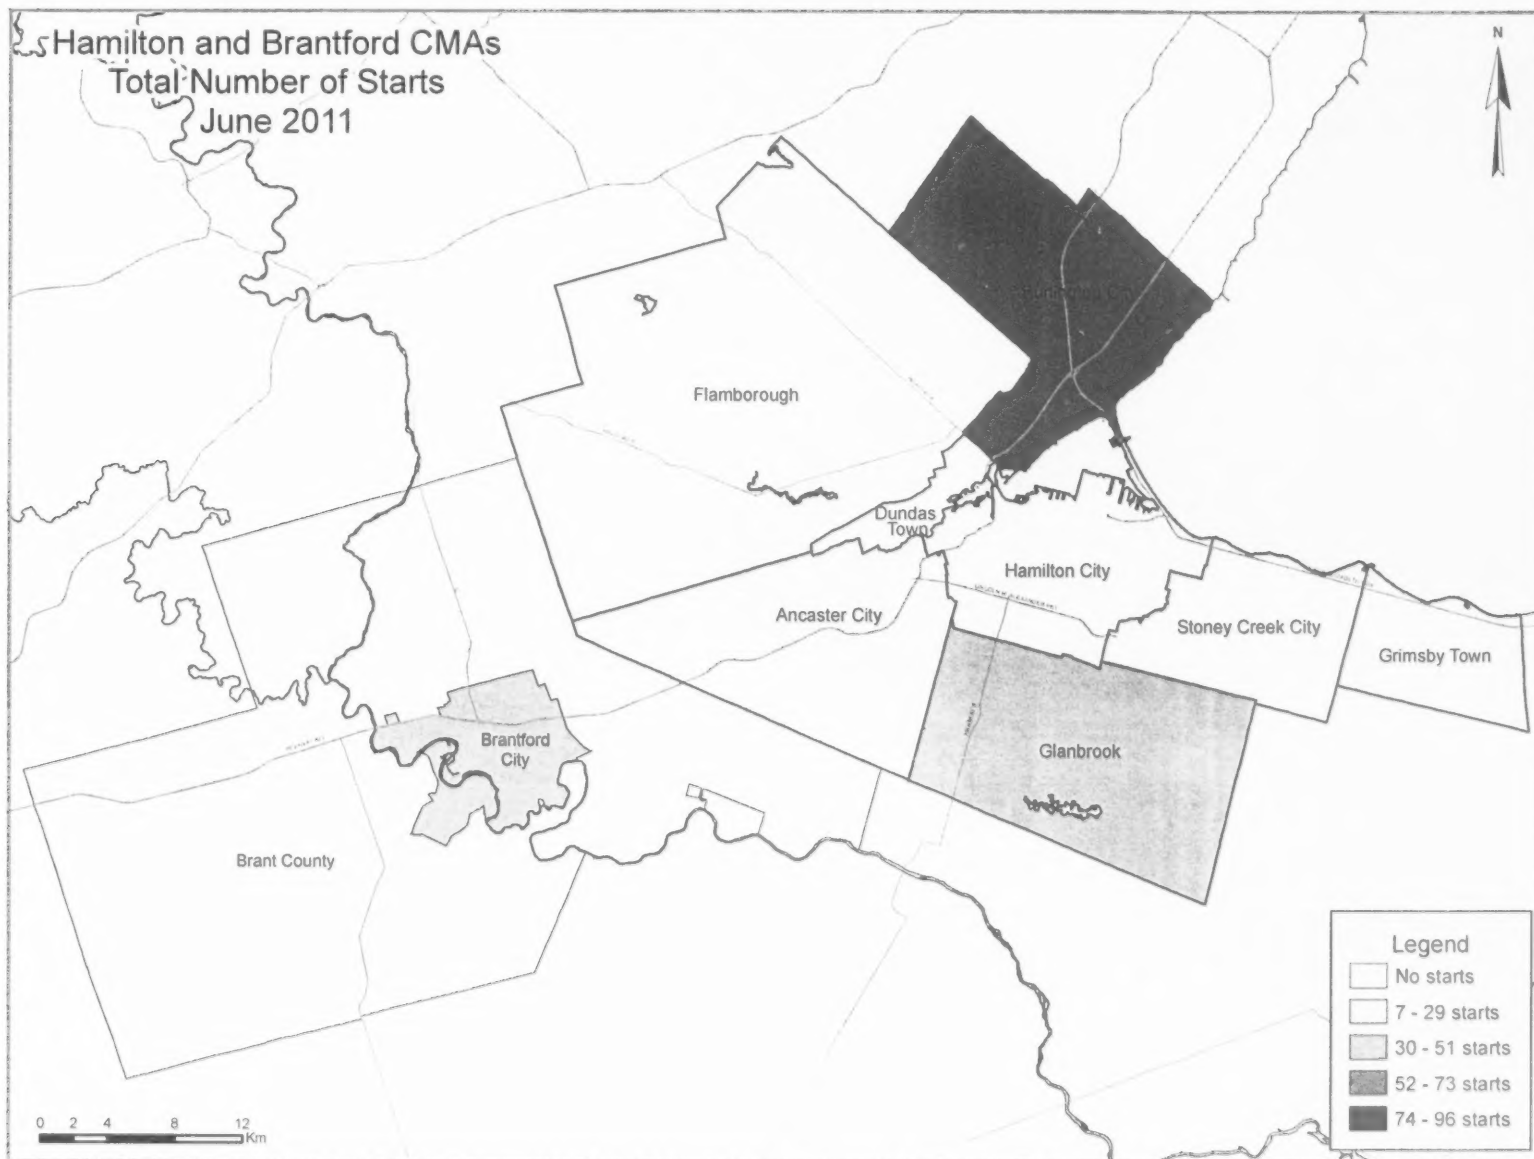 Hamilton and Brantford CMAs
Total Number of Starts
June 2011
N
Flamborough
Dundas
Town
Hamilton City
Ancaster City
Stoney Creek City
Grimsby Town
Brantford
City
Glanbrook
Brant County
Legend
No starts
7 - 29 starts
30 - 51 starts
52 - 73 starts
74 - 96 starts
0 2 4 8 12
Km